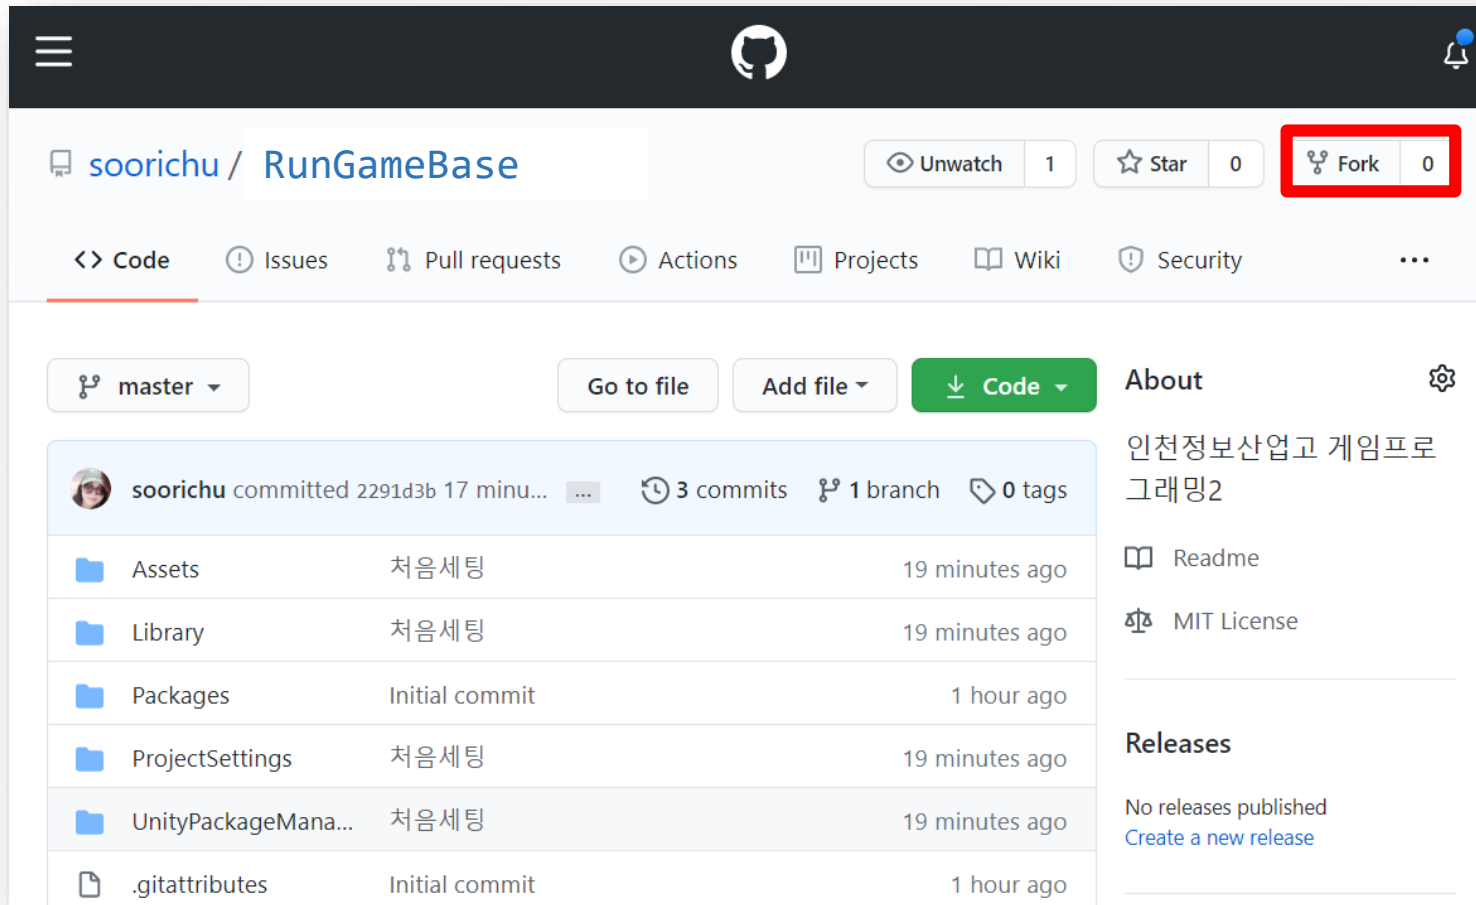 soorichu / RunGameBase
Unwatch 1 Star 0 Fork 0
Code Issues Pull requests Actions Projects Wiki Security ...
master Go to file Add file Code
soorichu committed 2291d3b 17 minu... ... 3 commits 1 branch 0 tags
Assets 처음세팅 19 minutes ago
Library 처음세팅 19 minutes ago
Packages Initial commit 1 hour ago
ProjectSettings 처음세팅 19 minutes ago
UnityPackageMana... 처음세팅 19 minutes ago
.gitattributes Initial commit 1 hour ago
About
인천정보산업고 게임프로
그래밍2
Readme
MIT License
Releases
No releases published
Create a new release